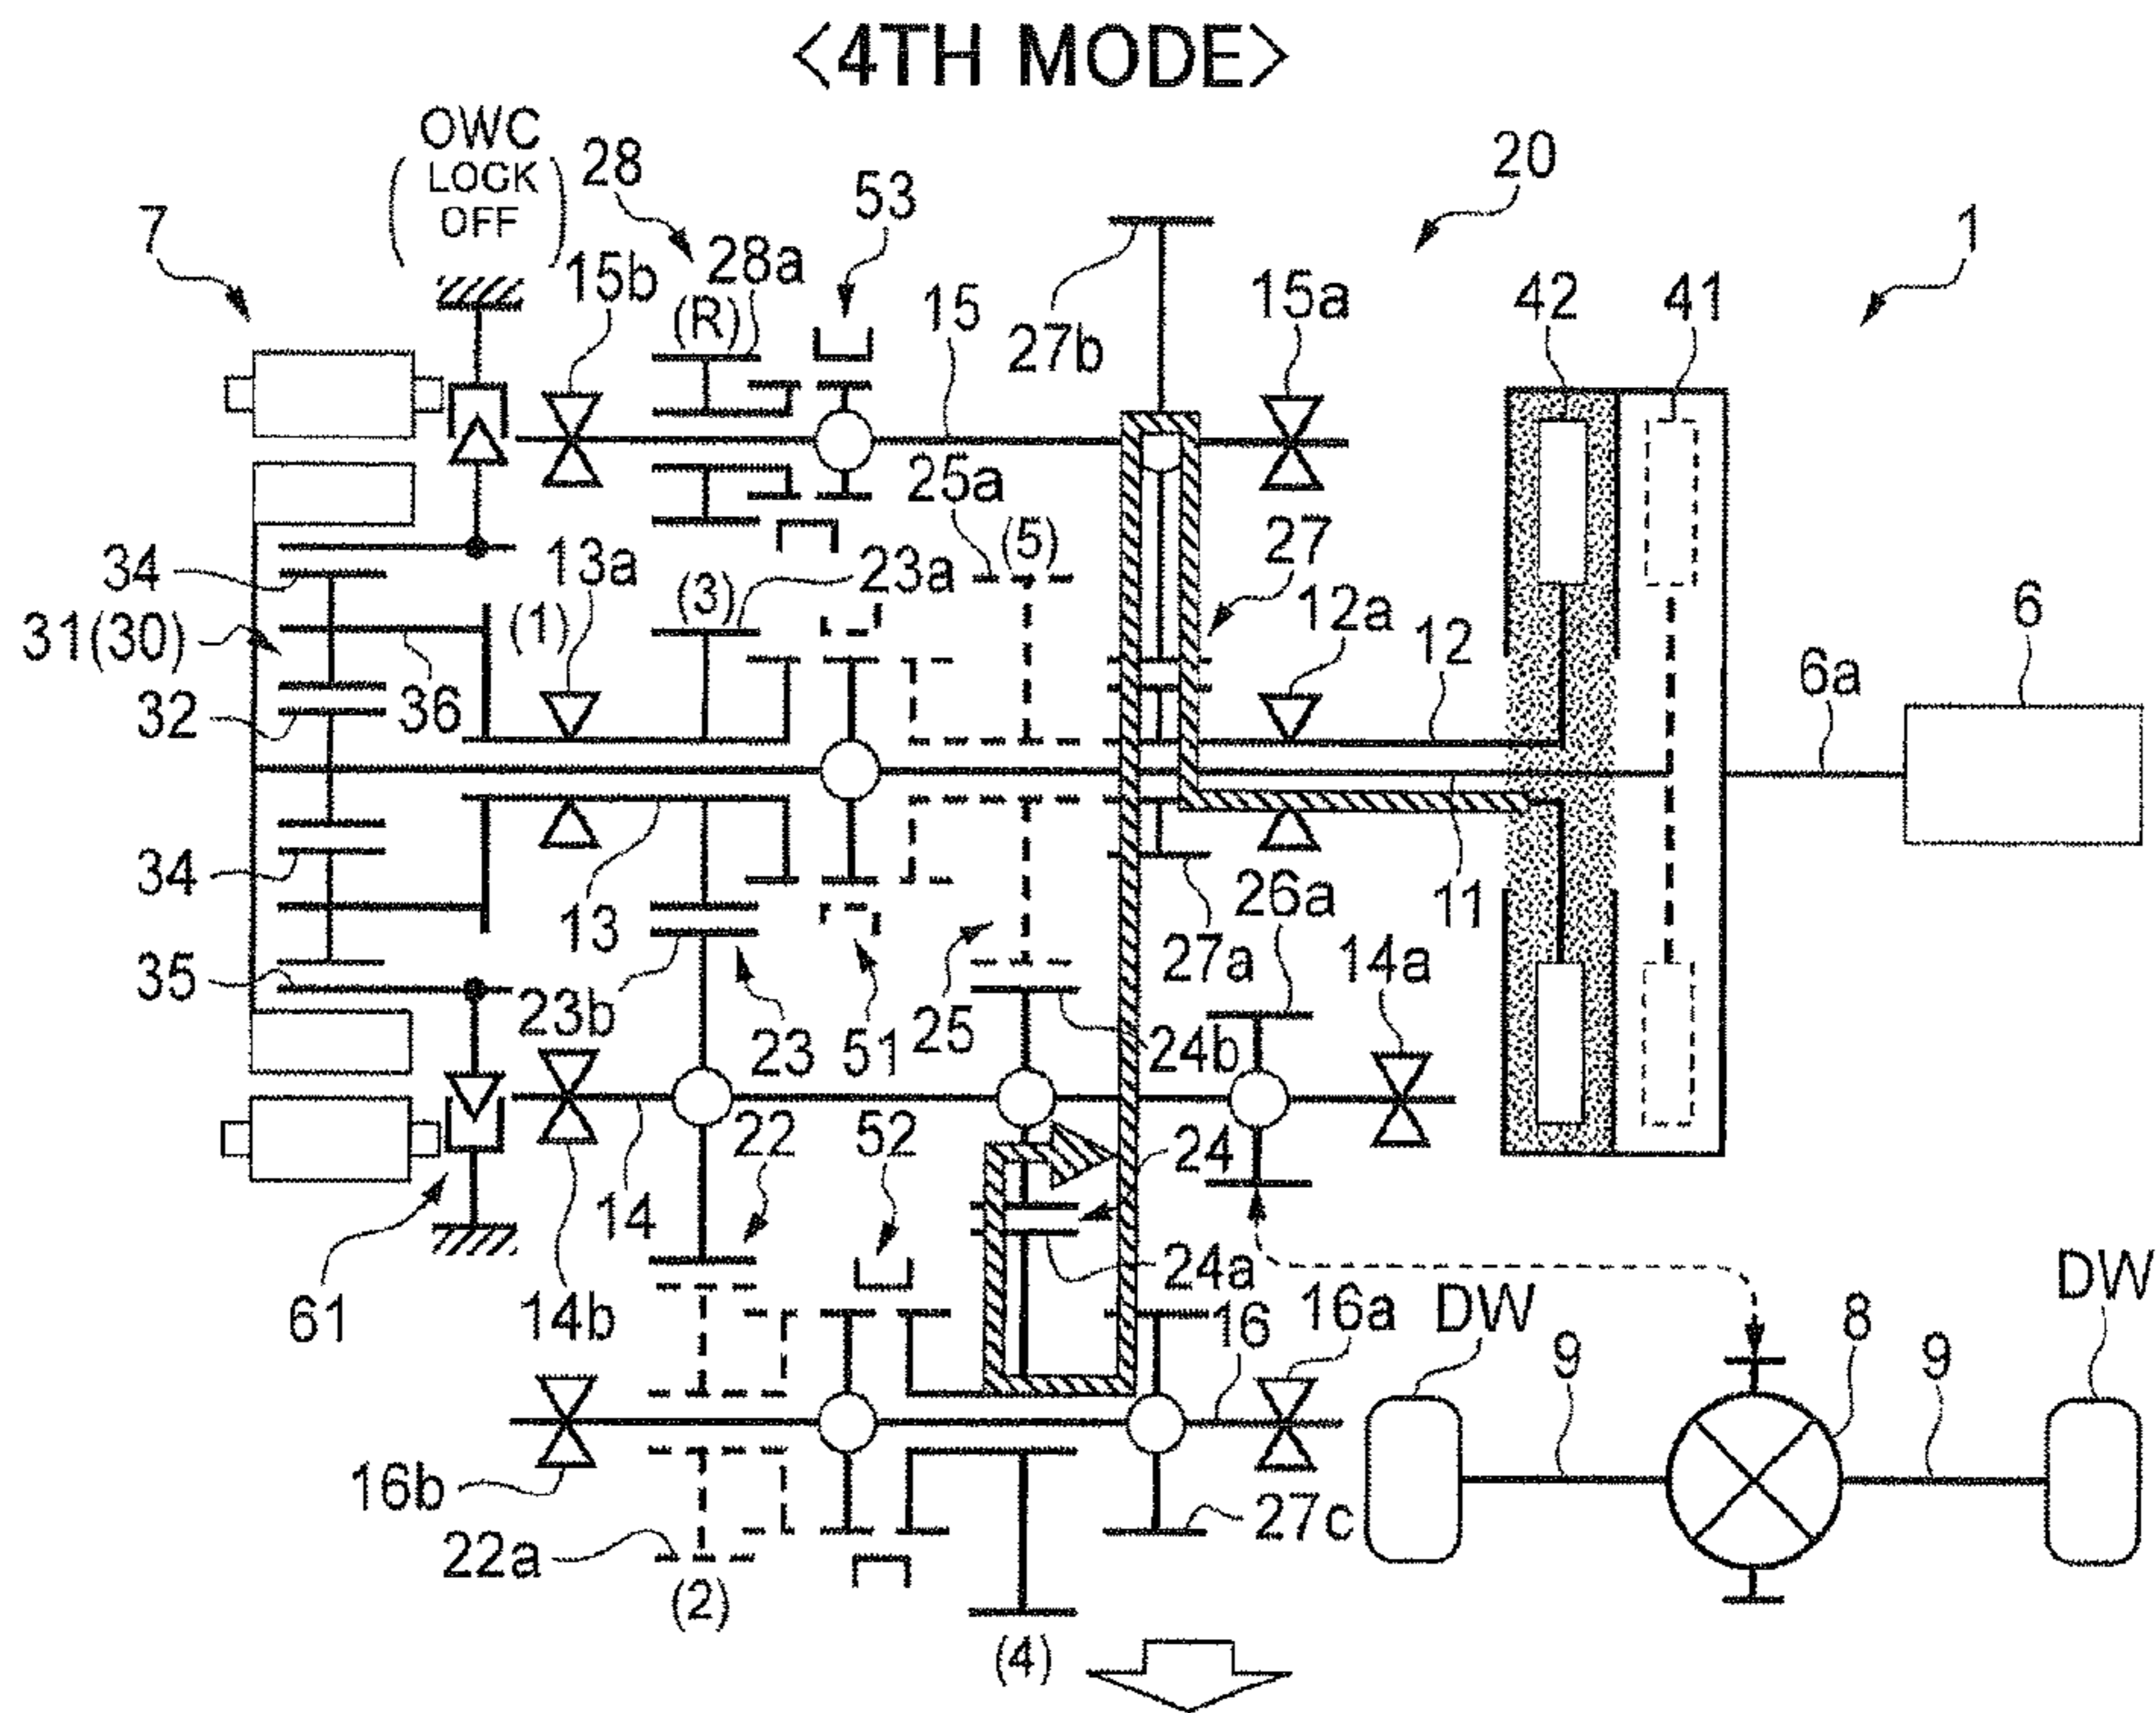 <4TH MODE>
OWC
( LOCK
OFF )
28
53
20
7
1
15b
28a
(R)
15
27b
15a
42
41
25a
(5)
27
34
13a
(3)
23a
12a
6
31(30)
(1)
12
6a
32
36
34
13
26a
11
35
23b
27a
14a
23
51
25
24b
22
52
24
14
61
14b
24a
16
16a
DW
8
DW
9
9
16b
27c
22a
(2)
(4)